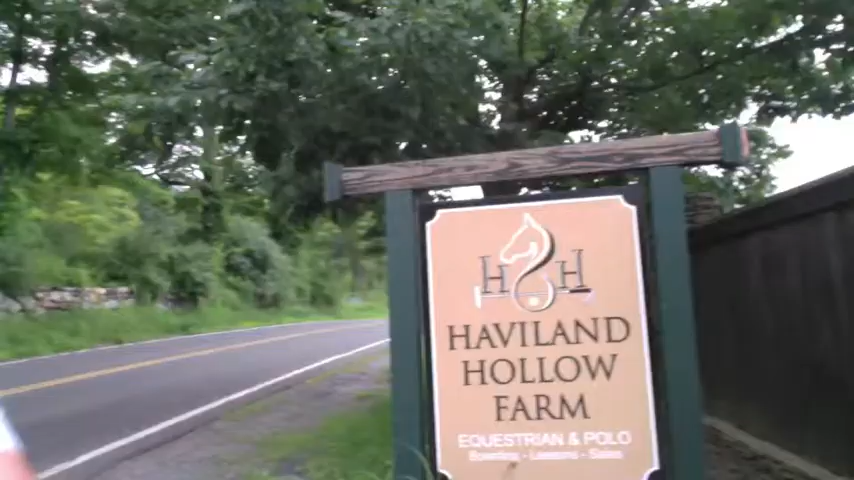 H H
HAVILAND
HOLLOW
FARM
EQUESTRIAN & POLO
Boarding - Lessons - Sales